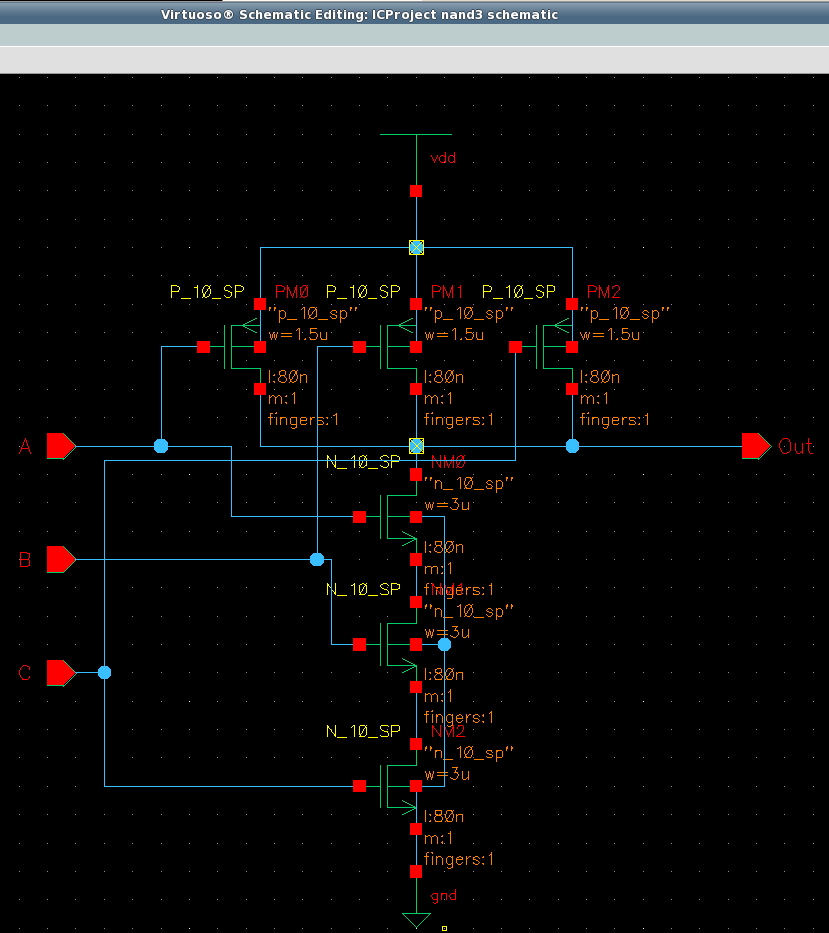 Virtuoso® Schematic Editing: ICProject nand3 schematic
vdd
P_10_SP PM0 P_10_SP PM1 P_10_SP PM2
"p_10_sp" "p_10_sp" "p_10_sp"
w=1.5u w=1.5u w=1.5u
l:80n l:80n l:80n
m:1 m:1 m:1
fingers:1 fingers:1 fingers:1
A Out
N_10_SP NM0
"n_10_sp"
w=3u
l:80n
B
m:1
fingers:1
N_10_SP NM1
"n_10_sp"
w=3u
C l:80n
m:1
fingers:1
N_10_SP NM2
"n_10_sp"
w=3u
l:80n
m:1
fingers:1
gnd